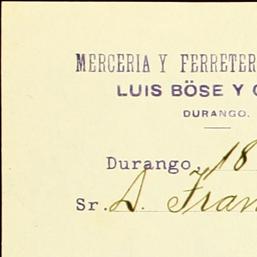 MERCERIA Y FERRETER
LUIS BÖSE Y C
DURANGO.
Durango, 18
Sr. D. Fran